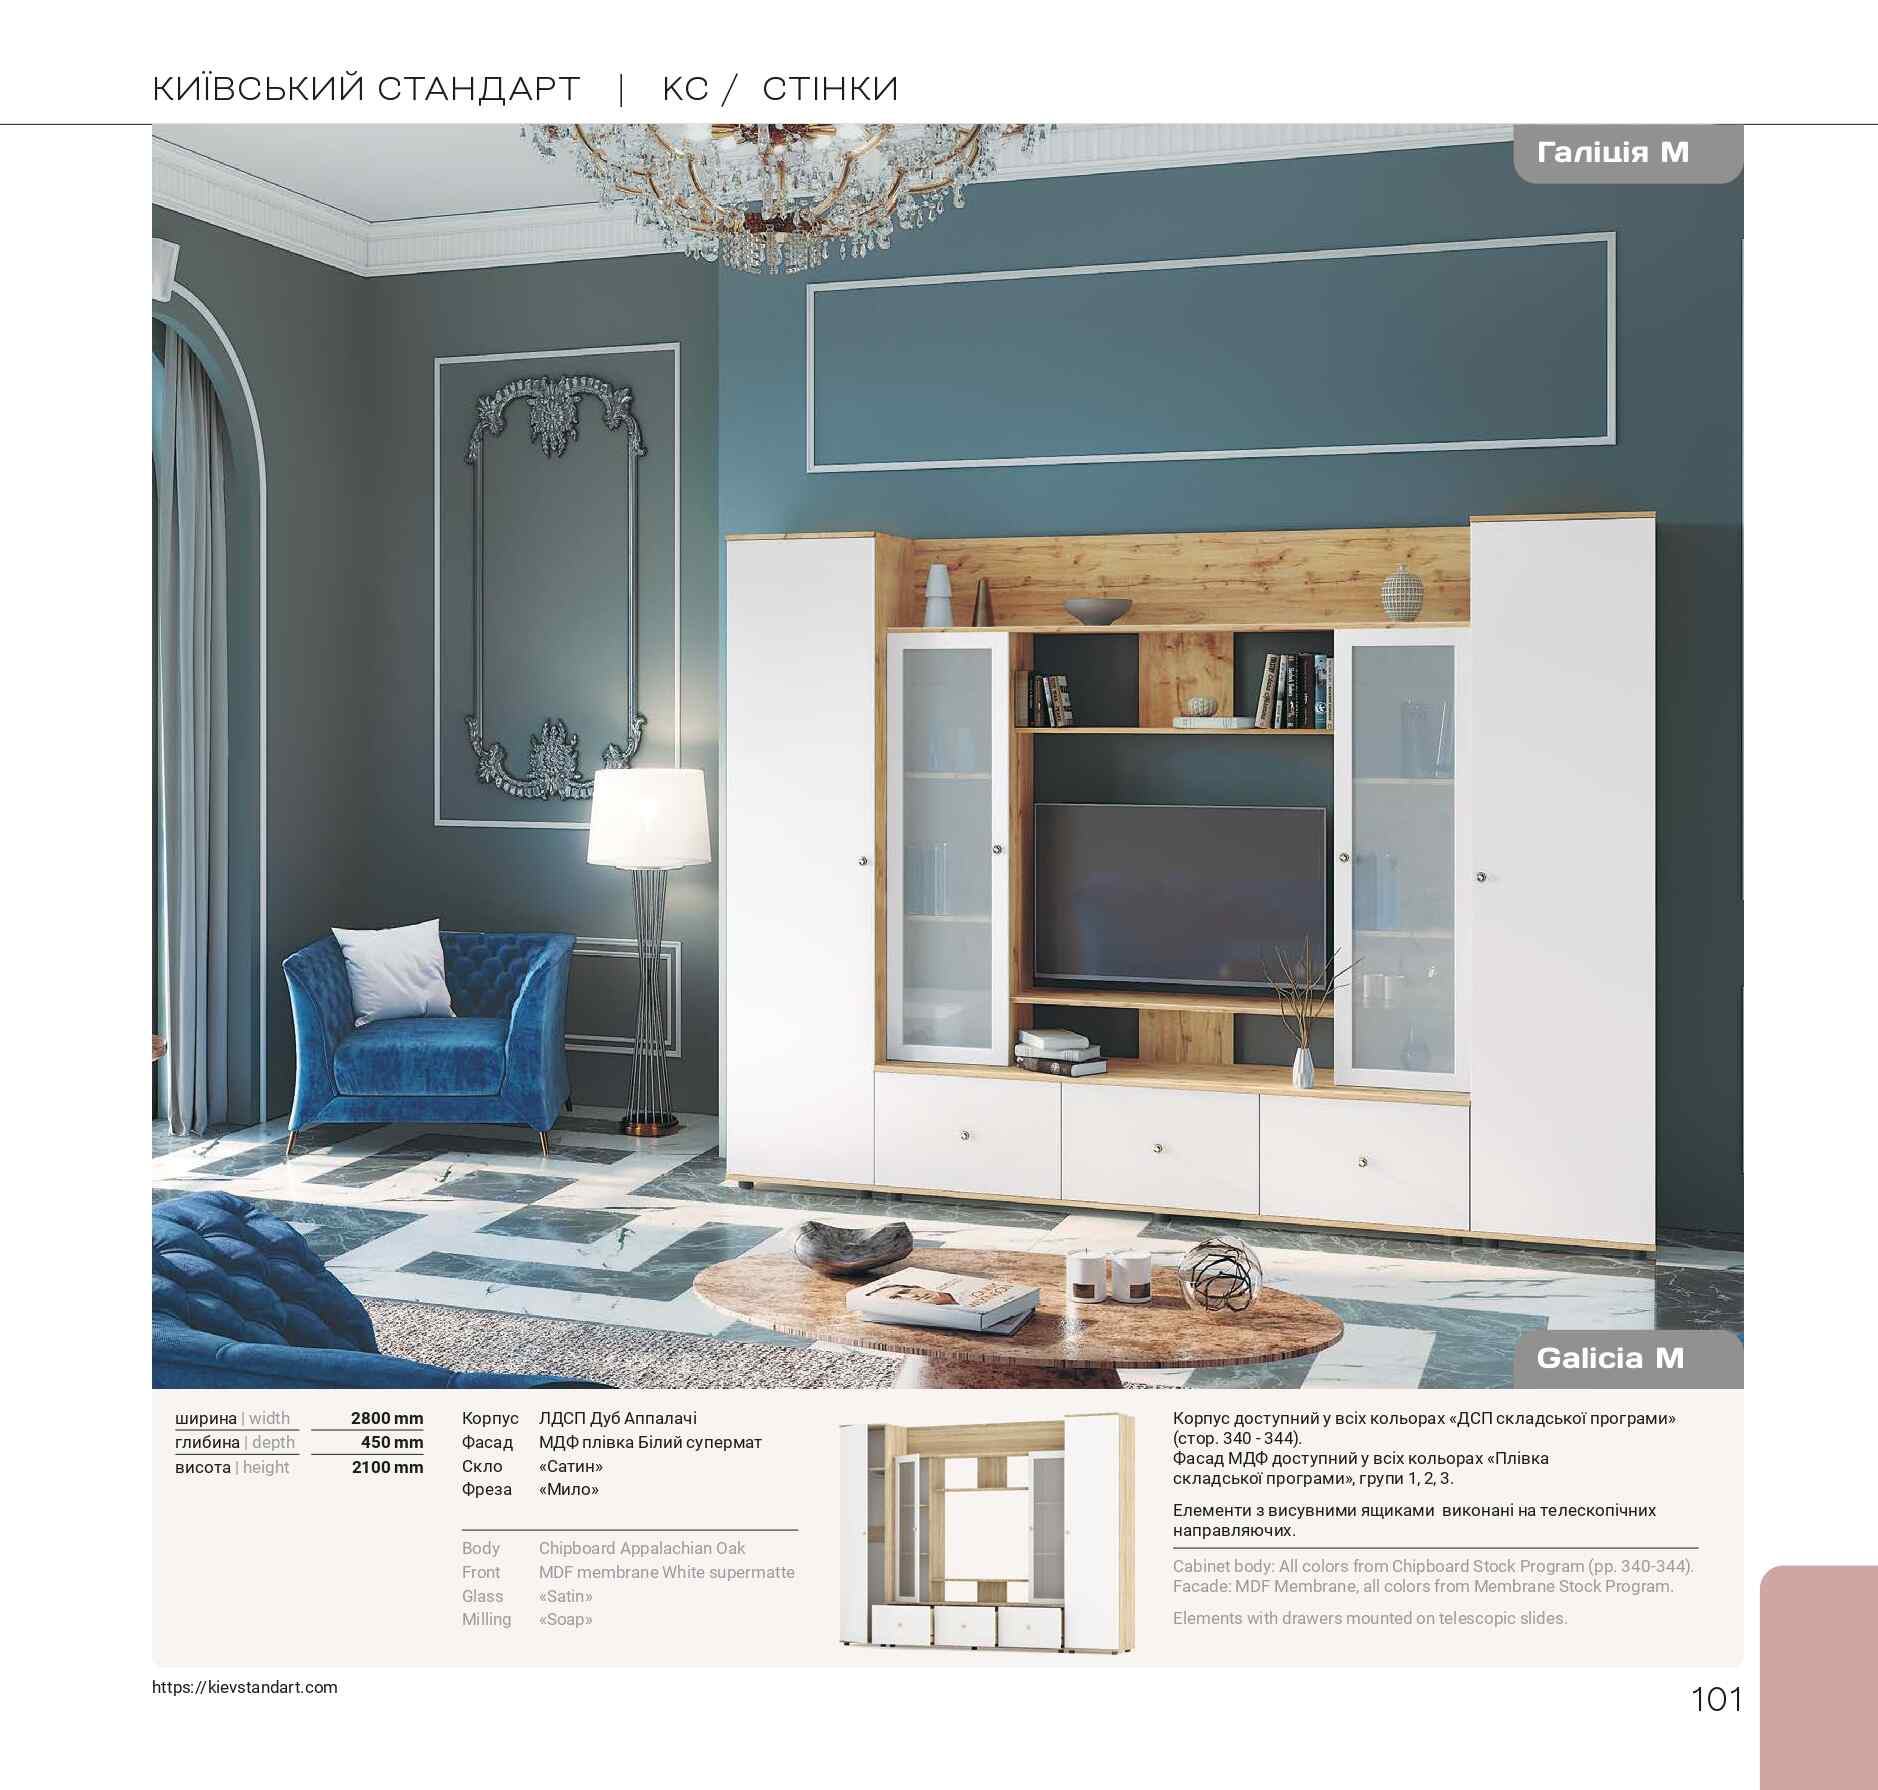 КИЇВСЬКИЙ СТАНДАРТ | КС / СТІНКИ
Галіція М
Galicia M
ширина | width 2800 mm
глибина | depth 450 mm
висота | height 2100 mm
Корпус ЛДСП Дуб Аппалачі
Фасад МДФ плівка Білий супермат
Скло «Сатин»
Фреза «Мило»
Body Chipboard Appalachian Oak
Front MDF membrane White supermatte
Glass «Satin»
Milling «Soap»
Корпус доступний у всіх кольорах «ДСП складської програми»
(стор. 340 - 344).
Фасад МДФ доступний у всіх кольорах «Плівка
складської програми», групи 1, 2, 3.
Елементи з висувними ящиками виконані на телескопічних
направляючих.
Cabinet body: All colors from Chipboard Stock Program (pp. 340-344).
Facade: MDF Membrane, all colors from Membrane Stock Program.
Elements with drawers mounted on telescopic slides.
https://kievstandart.com
101